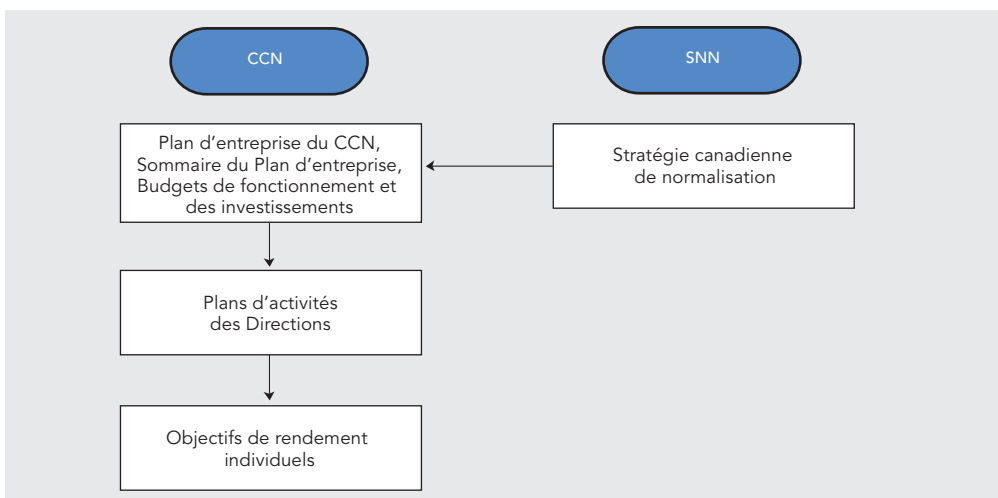 CCN
SNN
Plan d’entreprise du CCN,
Sommaire du Plan d’entreprise,
Budgets de fonctionnement et
des investissements
Stratégie canadienne
de normalisation
Plans d’activités
des Directions
Objectifs de rendement
individuels